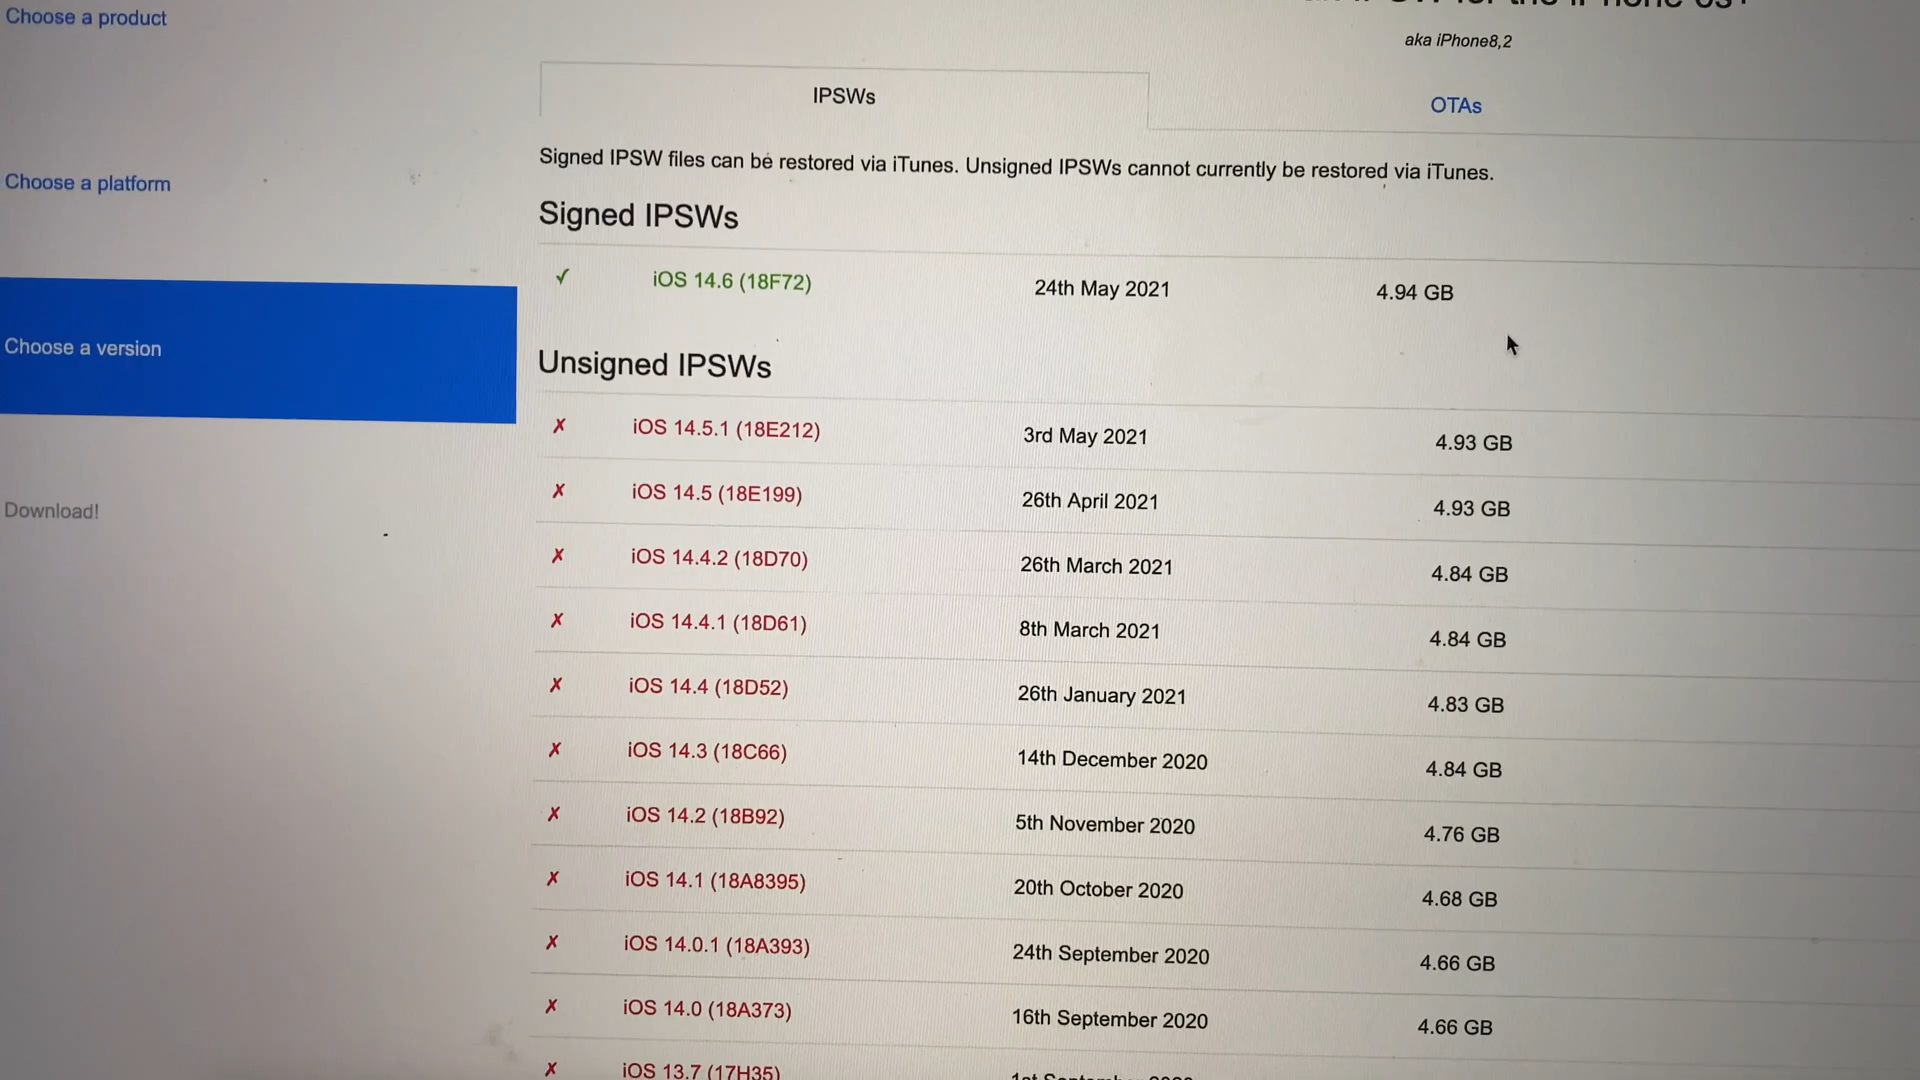 Choose a product
Choose a platform
Choose a version
Download!
IPSW for the iPhone 6s+
aka iPhone8,2
IPSWs
OTAs
Signed IPSW files can be restored via iTunes. Unsigned IPSWs cannot currently be restored via iTunes.
Signed IPSWs
✓ iOS 14.6 (18F72) 24th May 2021 4.94 GB
Unsigned IPSWs
✗ iOS 14.5.1 (18E212) 3rd May 2021 4.93 GB
✗ iOS 14.5 (18E199) 26th April 2021 4.93 GB
✗ iOS 14.4.2 (18D70) 26th March 2021 4.84 GB
✗ iOS 14.4.1 (18D61) 8th March 2021 4.84 GB
✗ iOS 14.4 (18D52) 26th January 2021 4.83 GB
✗ iOS 14.3 (18C66) 14th December 2020 4.84 GB
✗ iOS 14.2 (18B92) 5th November 2020 4.76 GB
✗ iOS 14.1 (18A8395) 20th October 2020 4.68 GB
✗ iOS 14.0.1 (18A393) 24th September 2020 4.66 GB
✗ iOS 14.0 (18A373) 16th September 2020 4.66 GB
✗ iOS 13.7 (17H35)